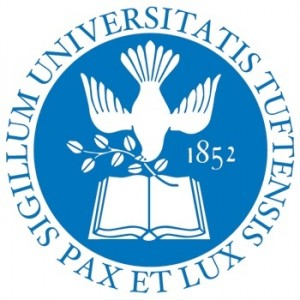 SIGILLUM UNIVERSITATIS TUFTENSIS
PAX ET LUX
1852